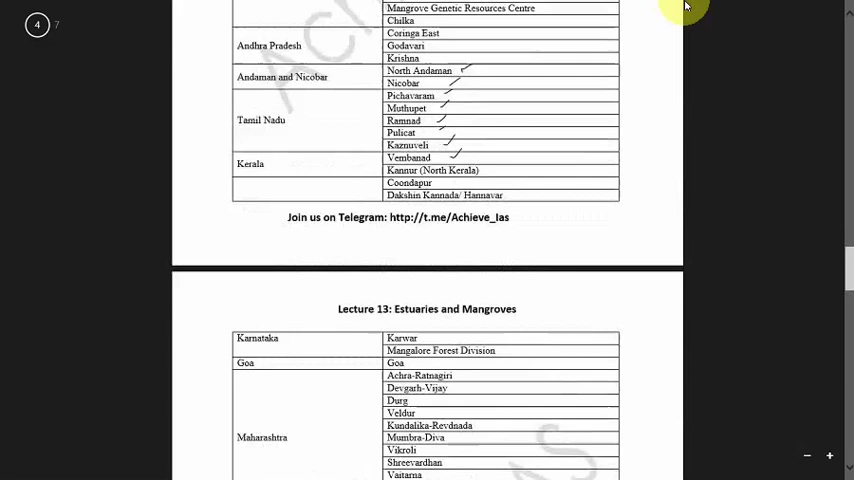 4 7
Mangrove Genetic Resources Centre
Chilka
Andhra Pradesh
Coringa East
Godavari
Krishna
Andaman and Nicobar
North Andaman
Nicobar
Tamil Nadu
Pichavaram
Muthupet
Ramnad
Pulicat
Kaznuveli
Kerala
Vembanad
Kannur (North Kerala)
Coondapur
Dakshin Kannada/ Hannavar
Join us on Telegram: http://t.me/Achieve_Ias
Lecture 13: Estuaries and Mangroves
Karnataka
Karwar
Mangalore Forest Division
Goa
Goa
Maharashtra
Achra-Ratnagiri
Devgarh-Vijay
Durg
Veldur
Kundalika-Revdnada
Mumbra-Diva
Vikroli
Shreevardhan
Vaitarna